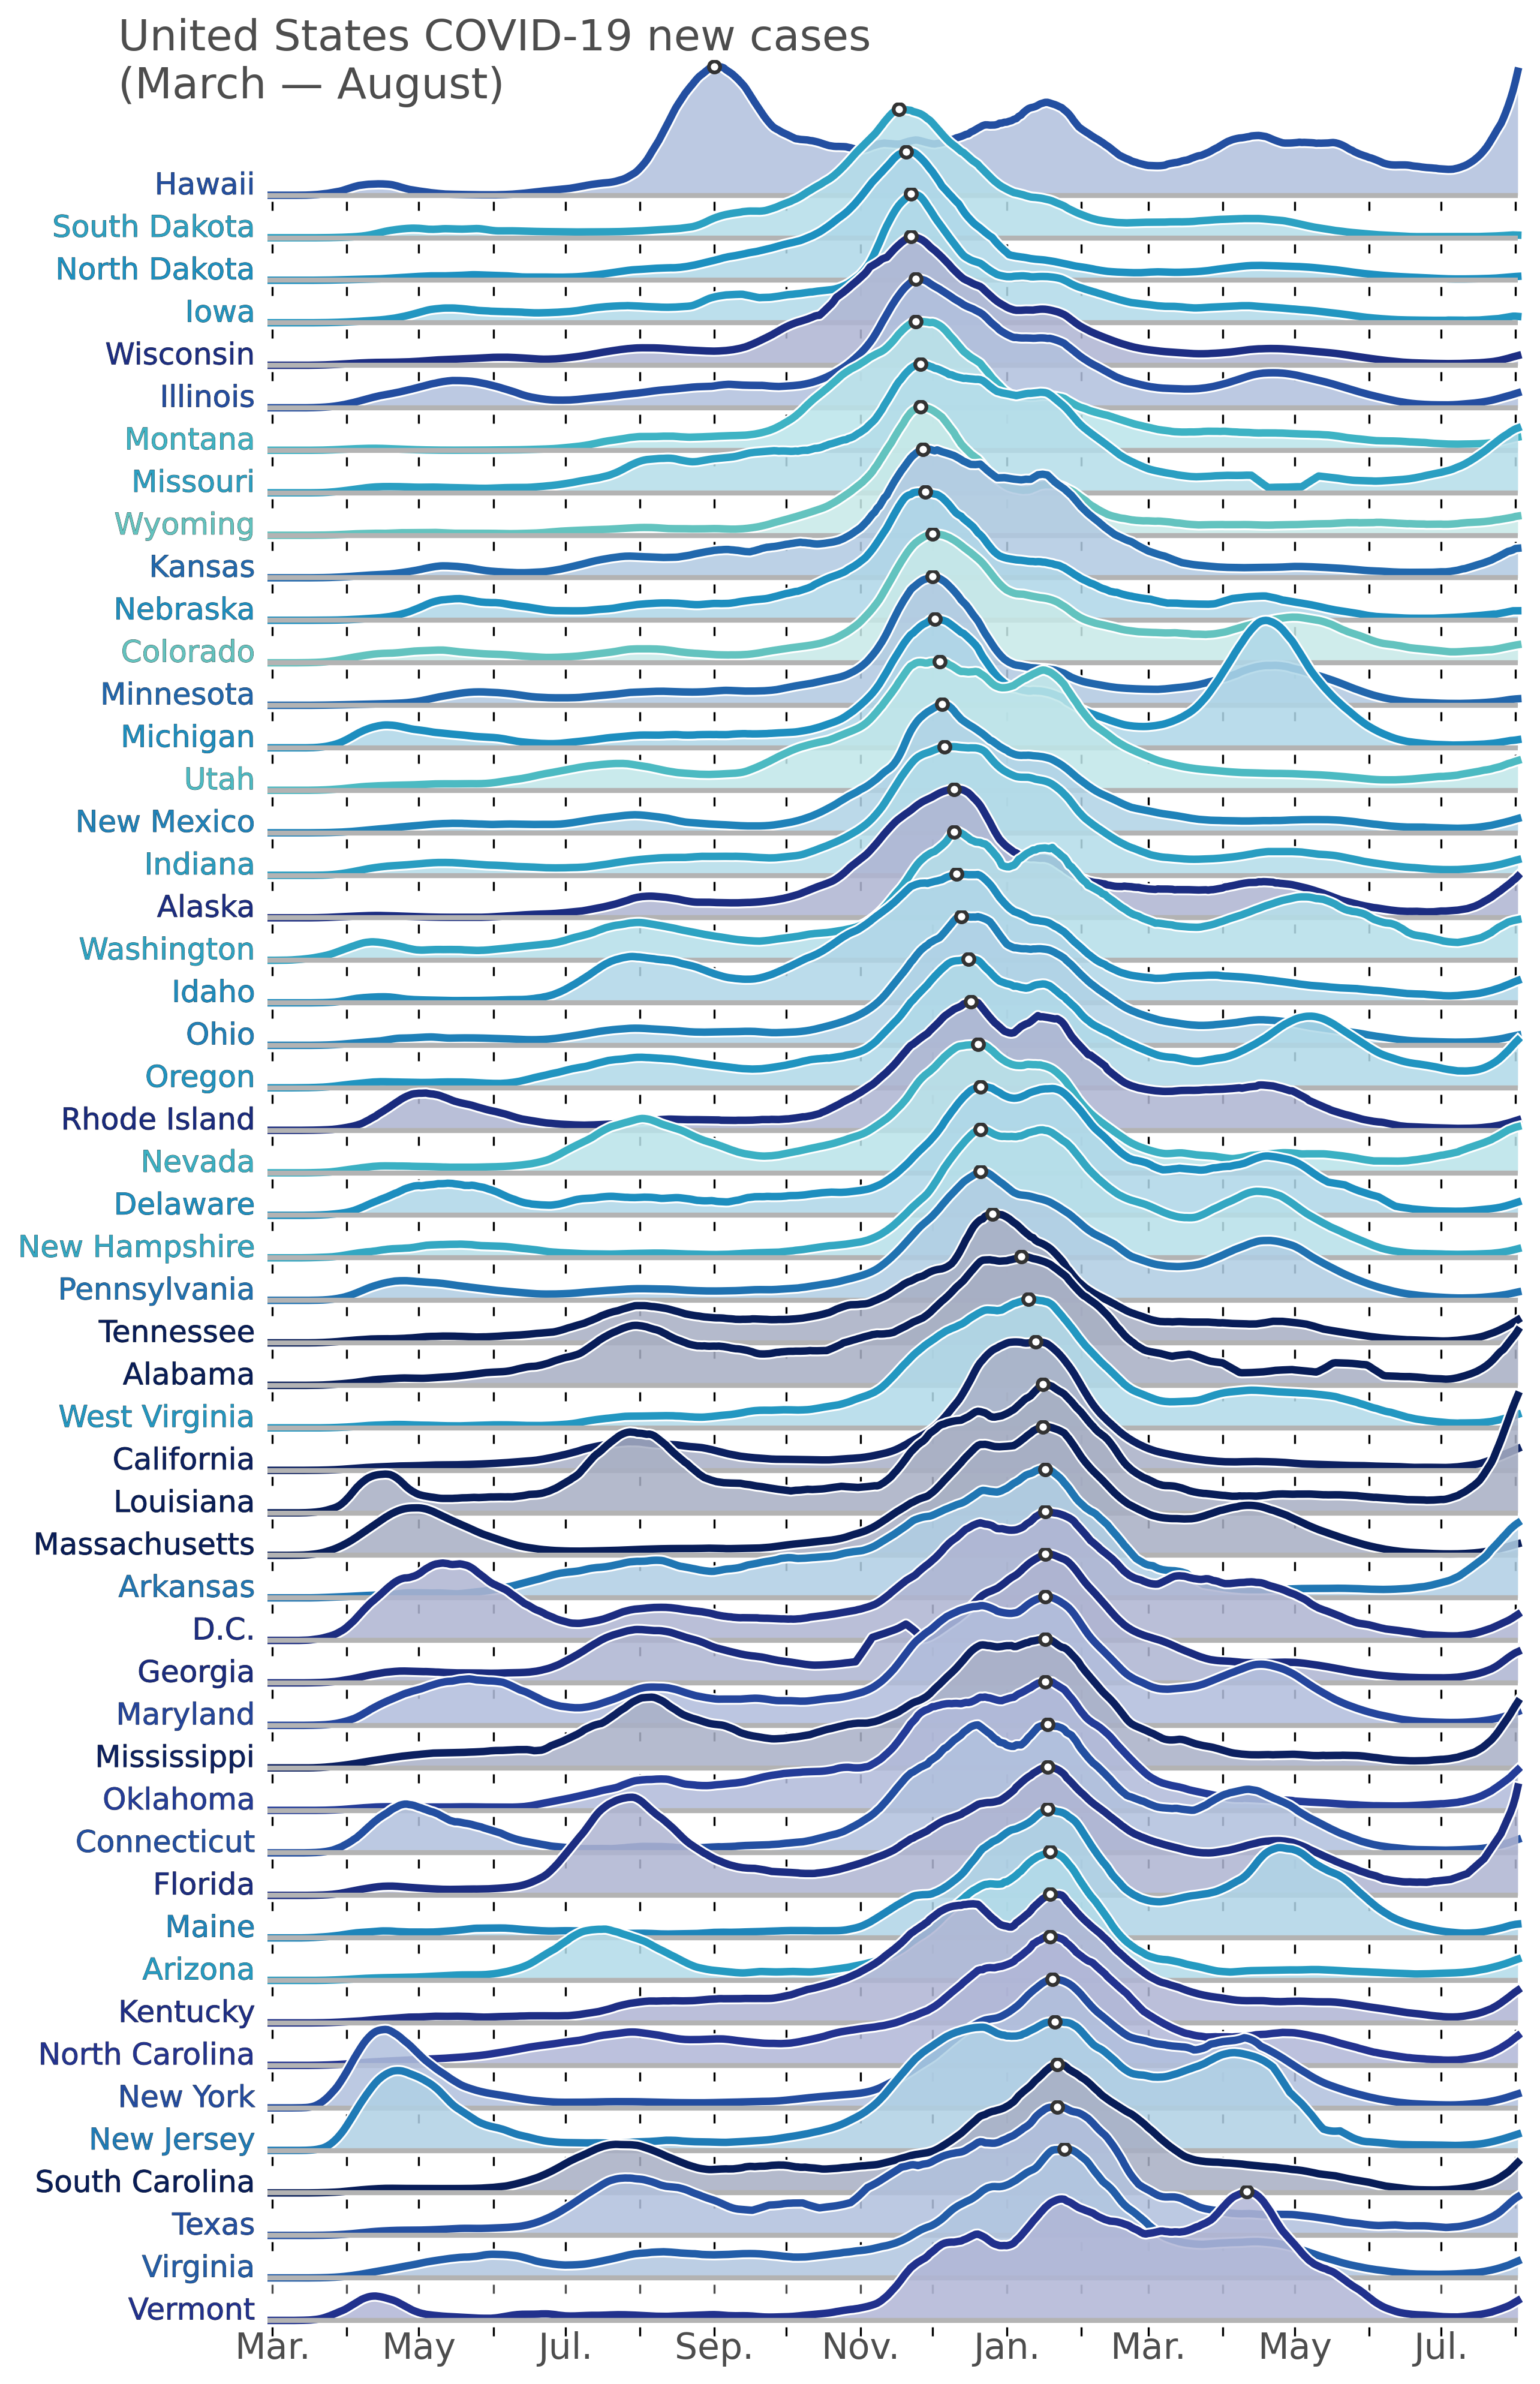 United States COVID-19 new cases
(March — August)
Hawaii
South Dakota
North Dakota
Iowa
Wisconsin
Illinois
Montana
Missouri
Wyoming
Kansas
Nebraska
Colorado
Minnesota
Michigan
Utah
New Mexico
Indiana
Alaska
Washington
Idaho
Ohio
Oregon
Rhode Island
Nevada
Delaware
New Hampshire
Pennsylvania
Tennessee
Alabama
West Virginia
California
Louisiana
Massachusetts
Arkansas
D.C.
Georgia
Maryland
Mississippi
Oklahoma
Connecticut
Florida
Maine
Arizona
Kentucky
North Carolina
New York
New Jersey
South Carolina
Texas
Virginia
Vermont
Mar. May Jul. Sep. Nov. Jan. Mar. May Jul.